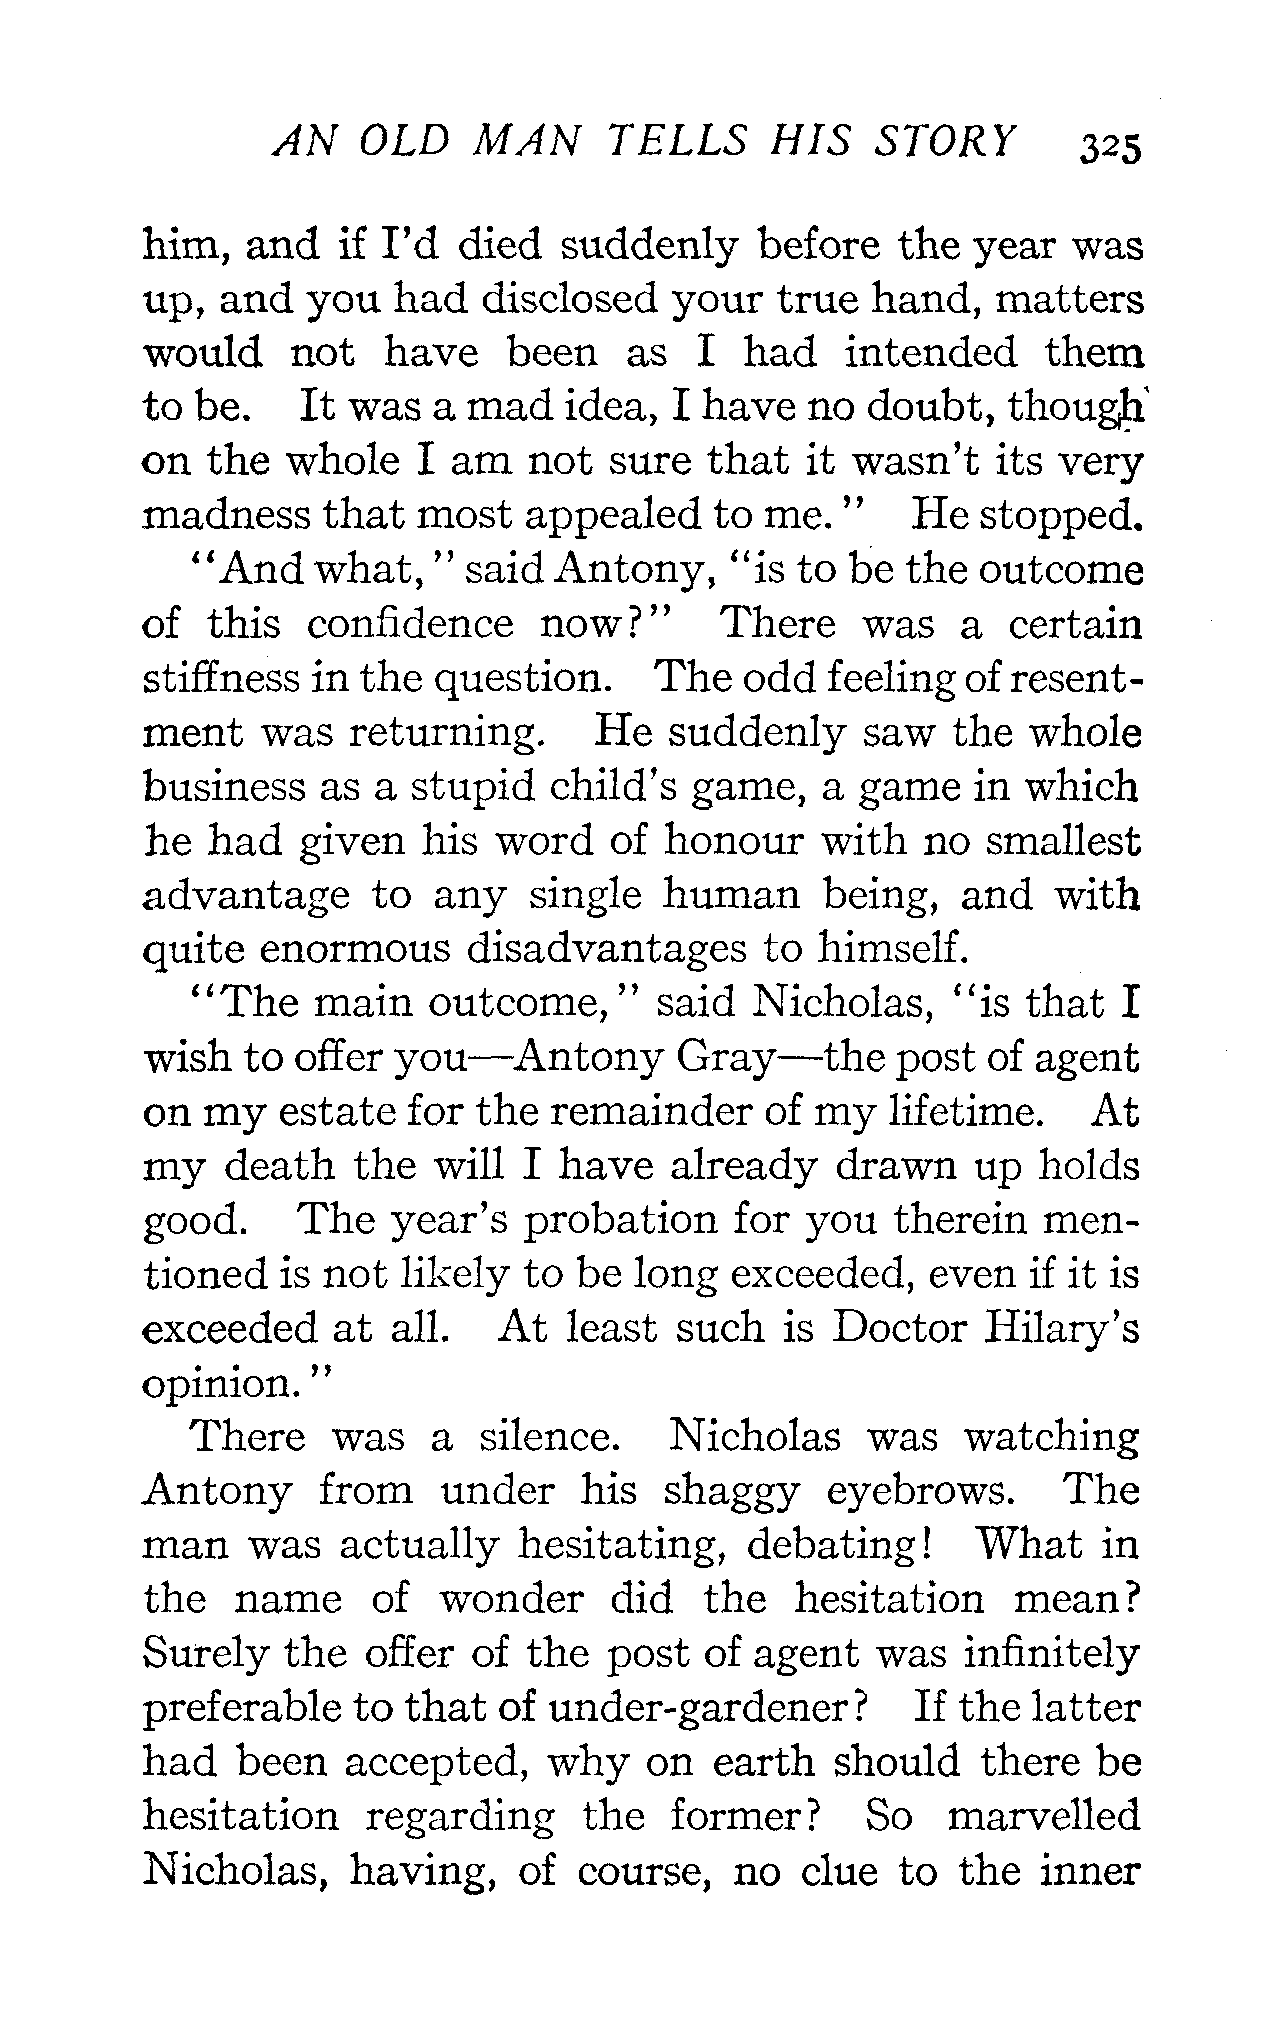 AN OLD MAN TELLS HIS STORY 325
him, and if I'd died suddenly before the year was
up, and you had disclosed your true hand, matters
would not have been as I had intended them
to be. It was a mad idea, I have no doubt, though
on the whole I am not sure that it wasn't its very
madness that most appealed to me." He stopped.
"And what," said Antony, "is to be the outcome
of this confidence now?" There was a certain
stiffness in the question. The odd feeling of resent-
ment was returning. He suddenly saw the whole
business as a stupid child's game, a game in which
he had given his word of honour with no smallest
advantage to any single human being, and with
quite enormous disadvantages to himself.
"The main outcome," said Nicholas, "is that I
wish to offer you—Antony Gray—the post of agent
on my estate for the remainder of my lifetime. At
my death the will I have already drawn up holds
good. The year's probation for you therein men-
tioned is not likely to be long exceeded, even if it is
exceeded at all. At least such is Doctor Hilary's
opinion."
There was a silence. Nicholas was watching
Antony from under his shaggy eyebrows. The
man was actually hesitating, debating! What in
the name of wonder did the hesitation mean?
Surely the offer of the post of agent was infinitely
preferable to that of under-gardener? If the latter
had been accepted, why on earth should there be
hesitation regarding the former? So marvelled
Nicholas, having, of course, no clue to the inner